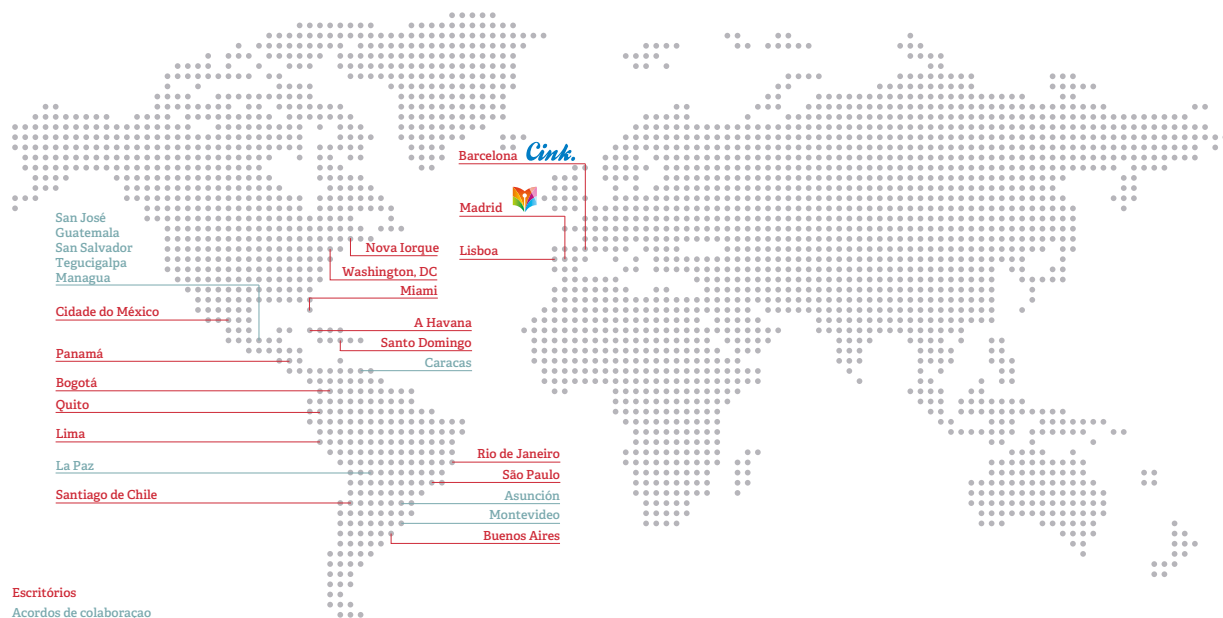 Barcelona Cink.
Madrid
Lisboa
San José
Guatemala
San Salvador
Tegucigalpa
Managua
Nova Iorque
Washington, DC
Miami
Cidade do México
A Havana
Santo Domingo
Caracas
Panamá
Bogotá
Quito
Lima
La Paz
Santiago de Chile
Rio de Janeiro
São Paulo
Asunción
Montevideo
Buenos Aires
Escritórios
Acordos de colaboraçao